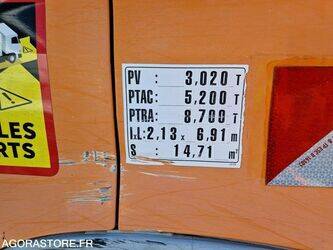 PV : 3,020 T
PTAC : 5,200 T
PTRA : 8,700 T
L.L : 2,13 x 6,91 m
S : 14,71 m²
LES
RTS
AGORASTORE.FR